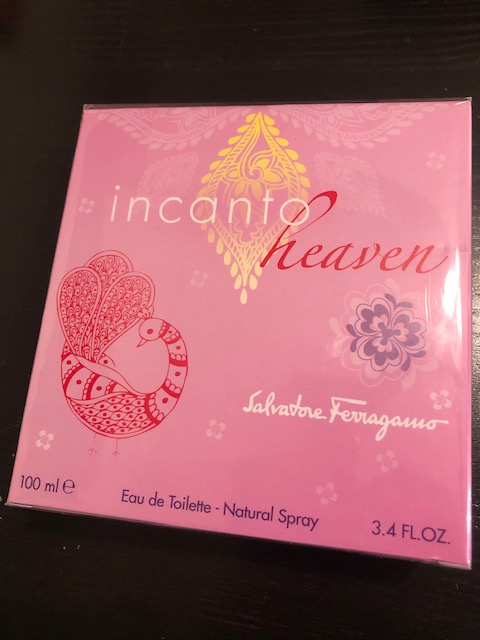 incanto
heaven
Salvatore Ferragamo
100 ml ℮
Eau de Toilette - Natural Spray
3.4 FL.OZ.